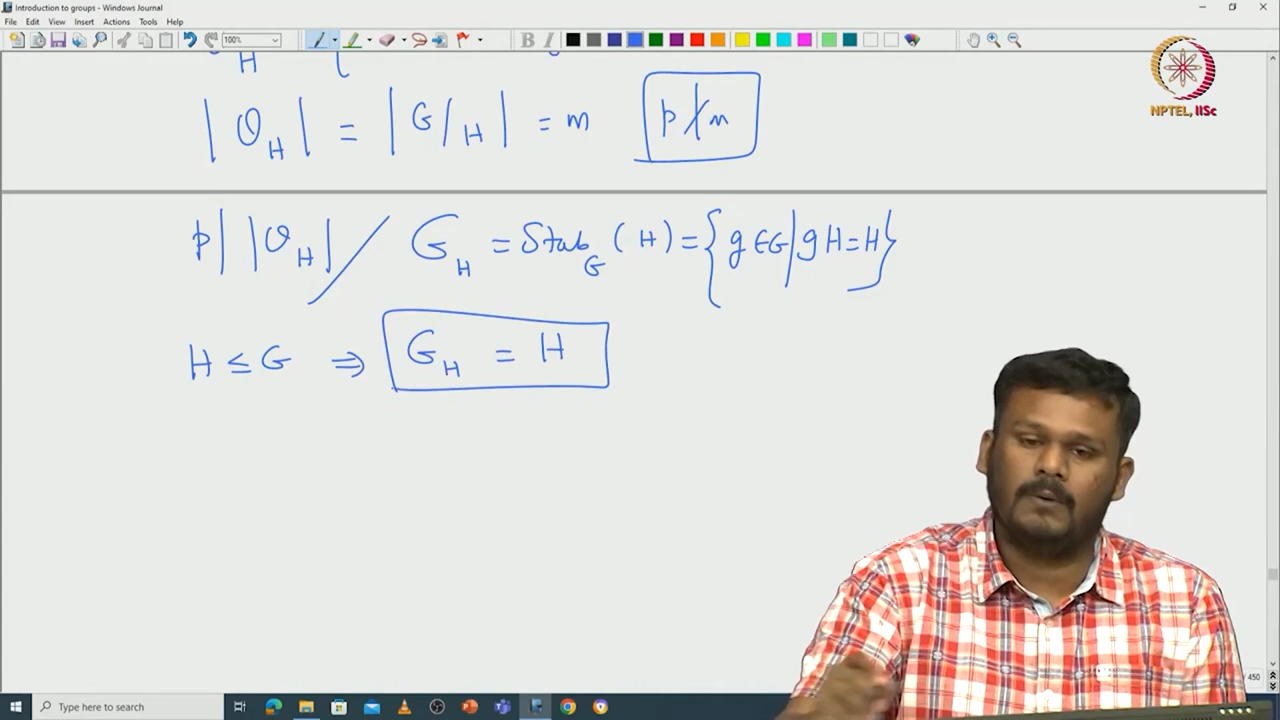 Introduction to groups - Windows Journal
File Edit View Insert Actions Tools Help
100%
B I
NPTEL, IISc
H
|O_H| = |G/H| = m p∤m
p| |O_H| / G_H = Stab_G (H) = {g ∈ G | gH = H}
H ≤ G ⇒ G_H = H
450
Type here to search